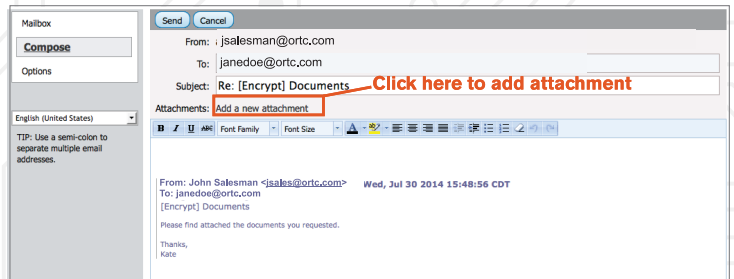 Mailbox
Compose
Options
English (United States)
TIP: Use a semi-colon to
separate multiple email
addresses.
Send Cancel
From: jsalesman@ortc.com
To: janedoe@ortc.com
Subject: Re: [Encrypt] Documents
Click here to add attachment
Attachments: Add a new attachment
B I U ABC Font Family Font Size A ab
From: John Salesman <jsales@ortc.com> Wed, Jul 30 2014 15:48:56 CDT
To: janedoe@ortc.com
[Encrypt] Documents
Please find attached the documents you requested.
Thanks,
Kate